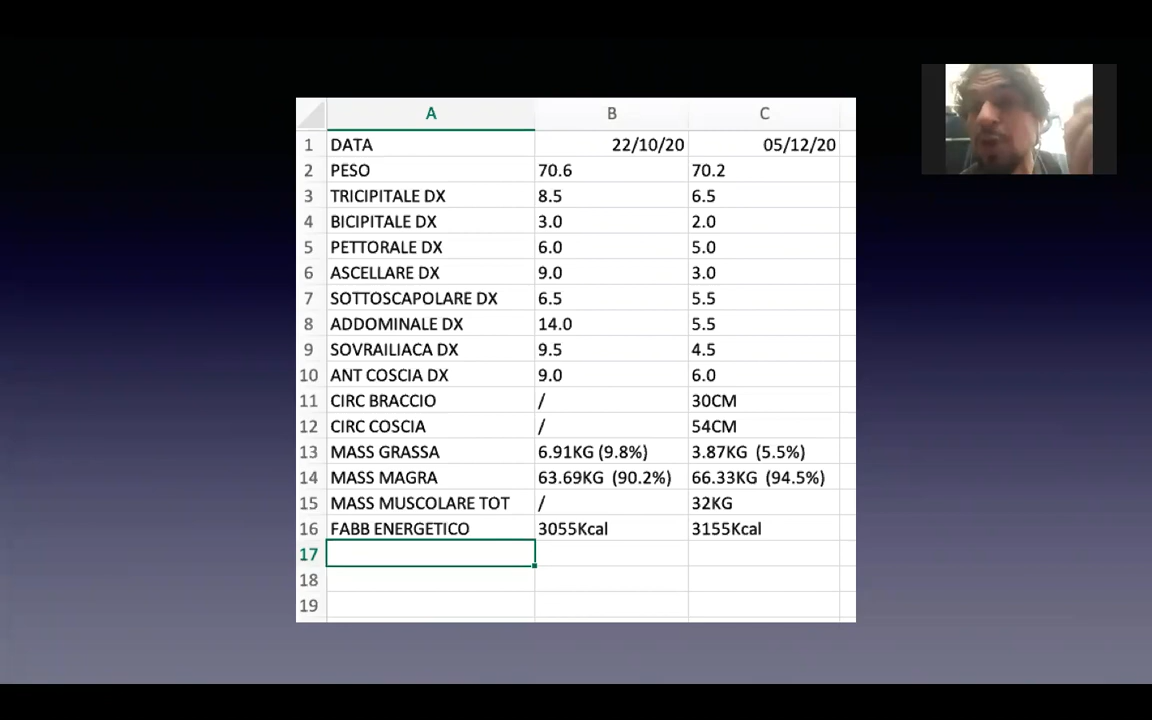 A B C
1 DATA 22/10/20 05/12/20
2 PESO 70.6 70.2
3 TRICIPITALE DX 8.5 6.5
4 BICIPITALE DX 3.0 2.0
5 PETTORALE DX 6.0 5.0
6 ASCELLARE DX 9.0 3.0
7 SOTTOSCAPOLARE DX 6.5 5.5
8 ADDOMINALE DX 14.0 5.5
9 SOVRAILIACA DX 9.5 4.5
10 ANT COSCIA DX 9.0 6.0
11 CIRC BRACCIO / 30CM
12 CIRC COSCIA / 54CM
13 MASS GRASSA 6.91KG (9.8%) 3.87KG (5.5%)
14 MASS MAGRA 63.69KG (90.2%) 66.33KG (94.5%)
15 MASS MUSCOLARE TOT / 32KG
16 FABB ENERGETICO 3055Kcal 3155Kcal
17
18
19